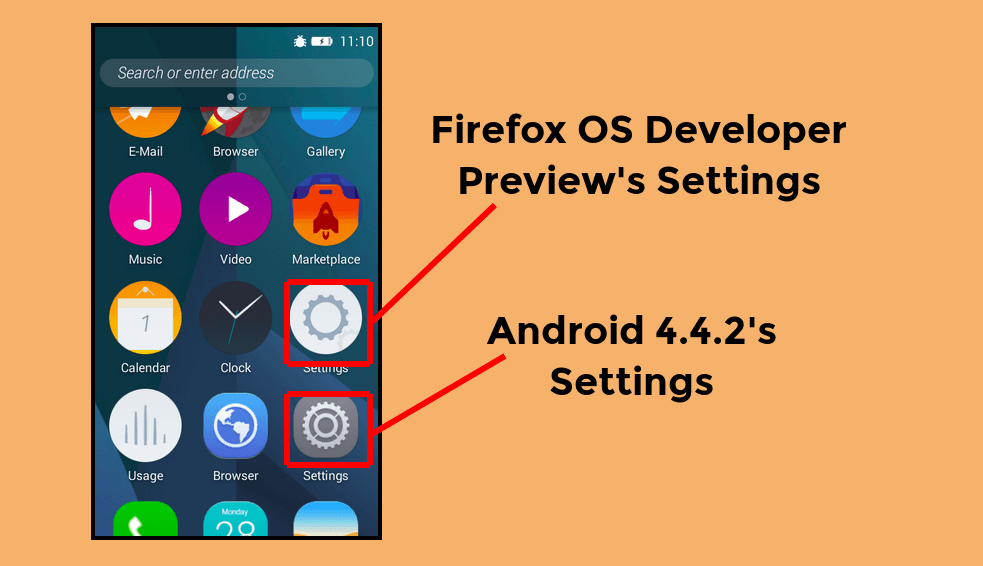 11:10
Search or enter address
E-Mail Browser Gallery
Firefox OS Developer
Preview's Settings
Music Video Marketplace
1
Calendar Clock Settings
Android 4.4.2's
Settings
Usage Browser Settings
Monday
28